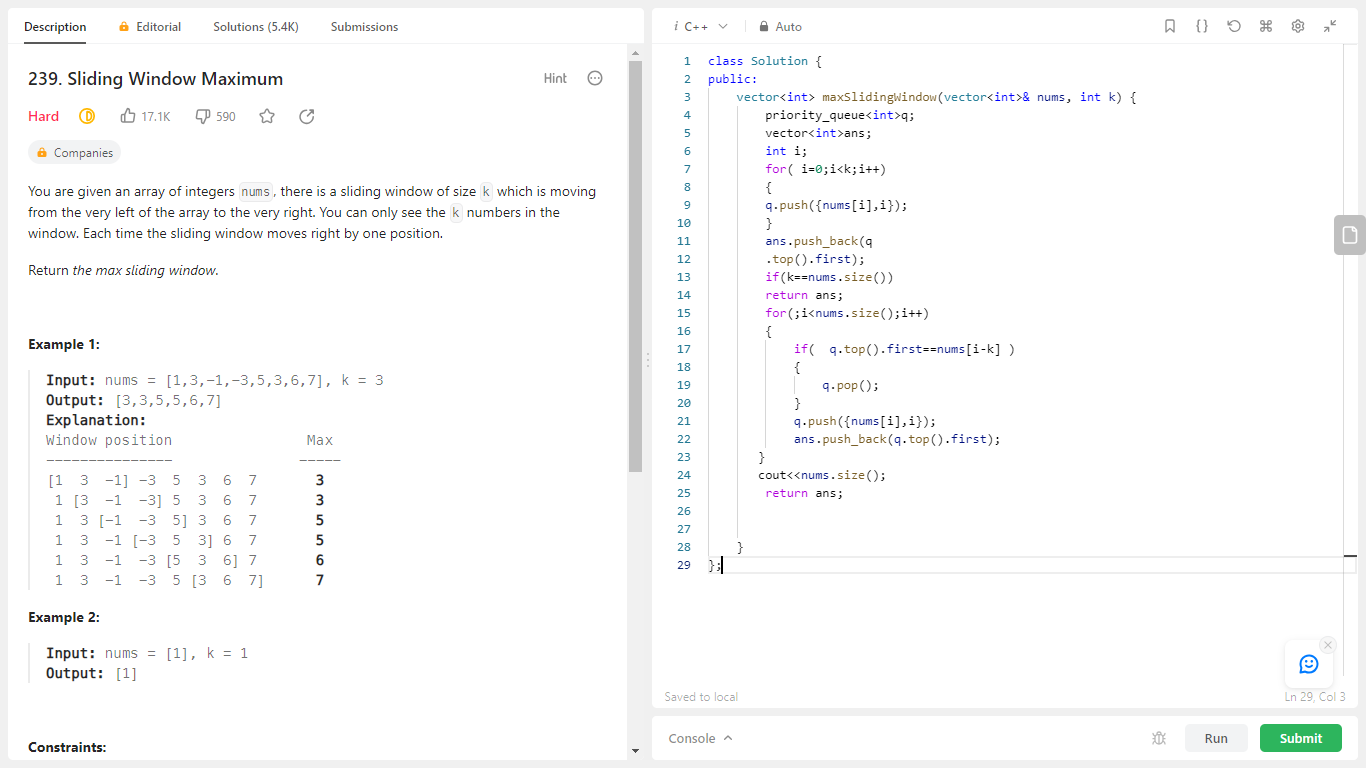 Description
Editorial
Solutions (5.4K)
Submissions
239. Sliding Window Maximum
Hint
Hard
17.1K
590
Companies
You are given an array of integers nums, there is a sliding window of size k which is moving
from the very left of the array to the very right. You can only see the k numbers in the
window. Each time the sliding window moves right by one position.
Return the max sliding window.
Example 1:
Input: nums = [1,3,-1,-3,5,3,6,7], k = 3
Output: [3,3,5,5,6,7]
Explanation:
Window position                Max
---------------               -----
[1  3  -1] -3  5  3  6  7       3
 1 [3  -1  -3] 5  3  6  7       3
 1  3 [-1  -3  5] 3  6  7       5
 1  3  -1 [-3  5  3] 6  7       5
 1  3  -1  -3 [5  3  6] 7       6
 1  3  -1  -3  5 [3  6  7]      7
Example 2:
Input: nums = [1], k = 1
Output: [1]
Constraints:
i C++
Auto
{}
1 class Solution {
2 public:
3     vector<int> maxSlidingWindow(vector<int>& nums, int k) {
4         priority_queue<int>q;
5         vector<int>ans;
6         int i;
7         for( i=0;i<k;i++)
8         {
9         q.push({nums[i],i});
10         }
11         ans.push_back(q
12         .top().first);
13         if(k==nums.size())
14         return ans;
15         for(;i<nums.size();i++)
16         {
17             if(  q.top().first==nums[i-k] )
18             {
19                 q.pop();
20             }
21             q.push({nums[i],i});
22             ans.push_back(q.top().first);
23        }
24        cout<<nums.size();
25         return ans;
26
27
28     }
29 };
Saved to local
Ln 29, Col 3
Console
Run
Submit